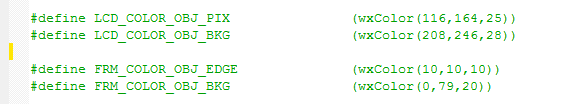 #define LCD_COLOR_OBJ_PIX (wxColor(116,164,25))
#define LCD_COLOR_OBJ_BKG (wxColor(208,246,28))
#define FRM_COLOR_OBJ_EDGE (wxColor(10,10,10))
#define FRM_COLOR_OBJ_BKG (wxColor(0,79,20))